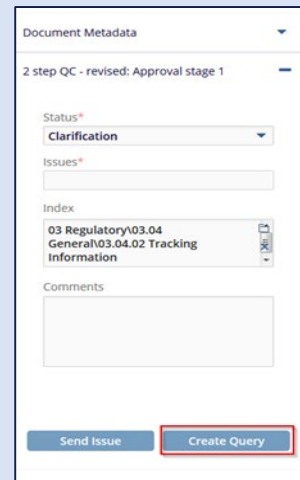 Document Metadata
2 step QC - revised: Approval stage 1
Status*
Clarification
Issues*
Index
03 Regulatory\03.04
General\03.04.02 Tracking
Information
Comments
Send Issue
Create Query